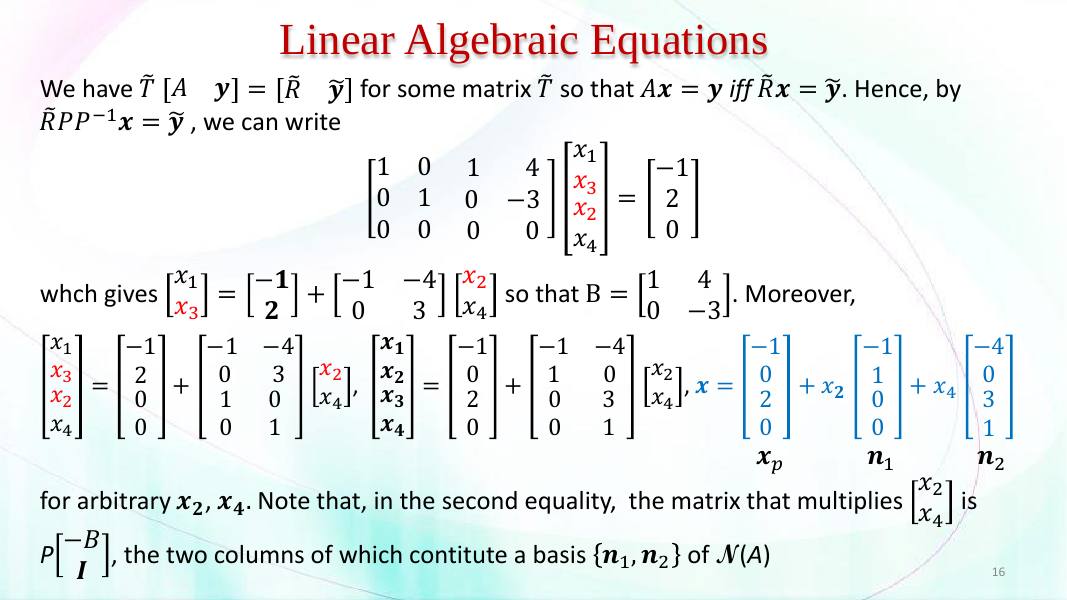 Linear Algebraic Equations
We have T̃ [A 𝒚] = [R̃ ỹ] for some matrix T̃ so that A𝒙 = 𝒚 iff R̃𝒙 = ỹ. Hence, by
R̃PP⁻¹𝒙 = ỹ , we can write
[1 0 1 4; 0 1 0 −3; 0 0 0 0] [x₁; x₃; x₂; x₄] = [−1; 2; 0]
whch gives [x₁; x₃] = [−1; 2] + [−1 −4; 0 3] [x₂; x₄] so that B = [1 4; 0 −3]. Moreover,
[x₁; x₃; x₂; x₄] = [−1; 2; 0; 0] + [−1 −4; 0 3; 1 0; 0 1] [x₂; x₄], [x₁; x₂; x₃; x₄] = [−1; 0; 2; 0] + [−1 −4; 1 0; 0 3; 0 1] [x₂; x₄], 𝒙 = [−1; 0; 2; 0] + x₂ [−1; 1; 0; 0] + x₄ [−4; 0; 3; 1]
𝒙ₚ 𝒏₁ 𝒏₂
for arbitrary 𝒙₂, 𝒙₄. Note that, in the second equality, the matrix that multiplies [x₂; x₄] is
P[−B; I], the two columns of which contitute a basis {𝒏₁, 𝒏₂} of 𝒩(A)
16